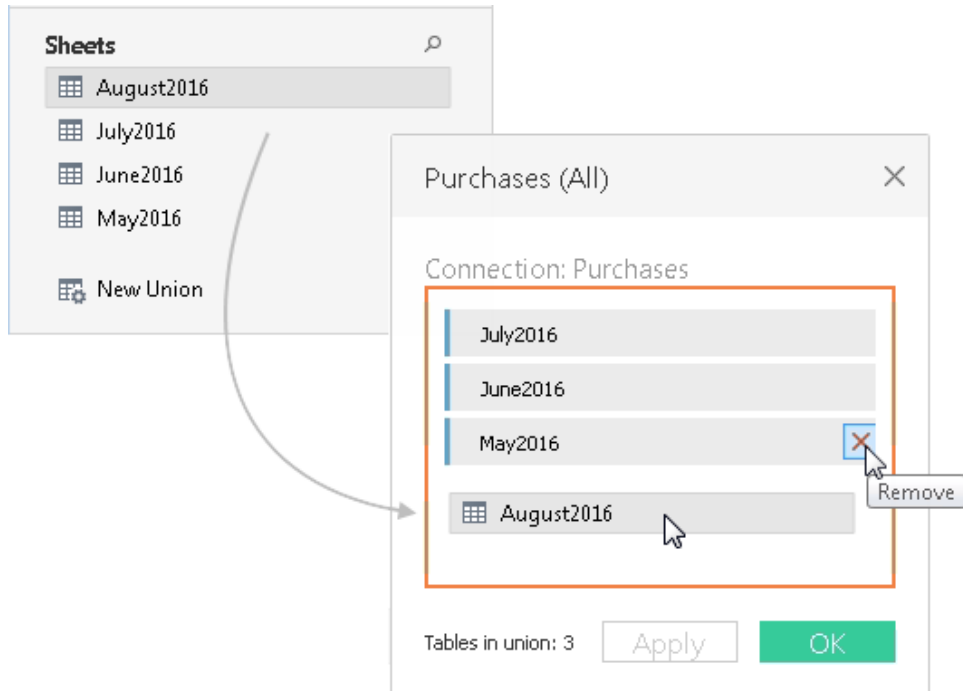 Sheets
August2016
July2016
June2016
May2016
New Union
Purchases (All)
Connection: Purchases
July2016
June2016
May2016
Remove
August2016
Tables in union: 3
Apply
OK